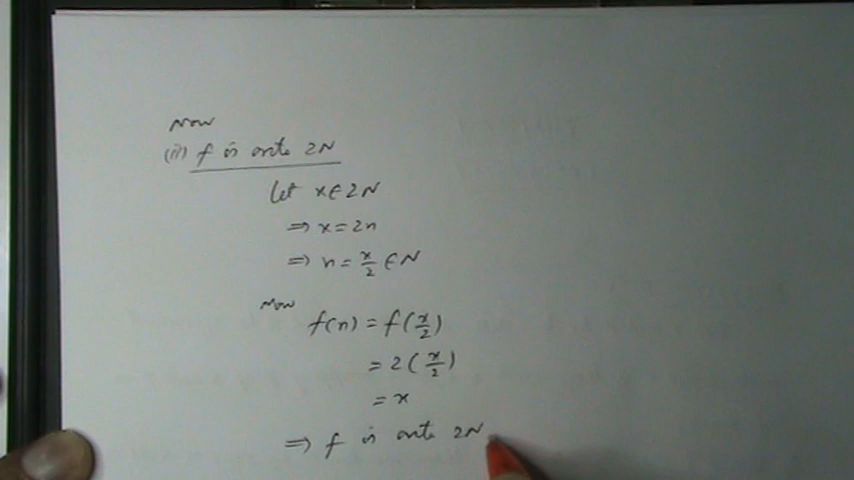 Now
(ii) f is onto 2N
Let x ∈ 2N
⇒ x = 2n
⇒ n = x/2 ∈ N
Now
f(n) = f(x/2)
= 2(x/2)
= x
⇒ f is onto 2N